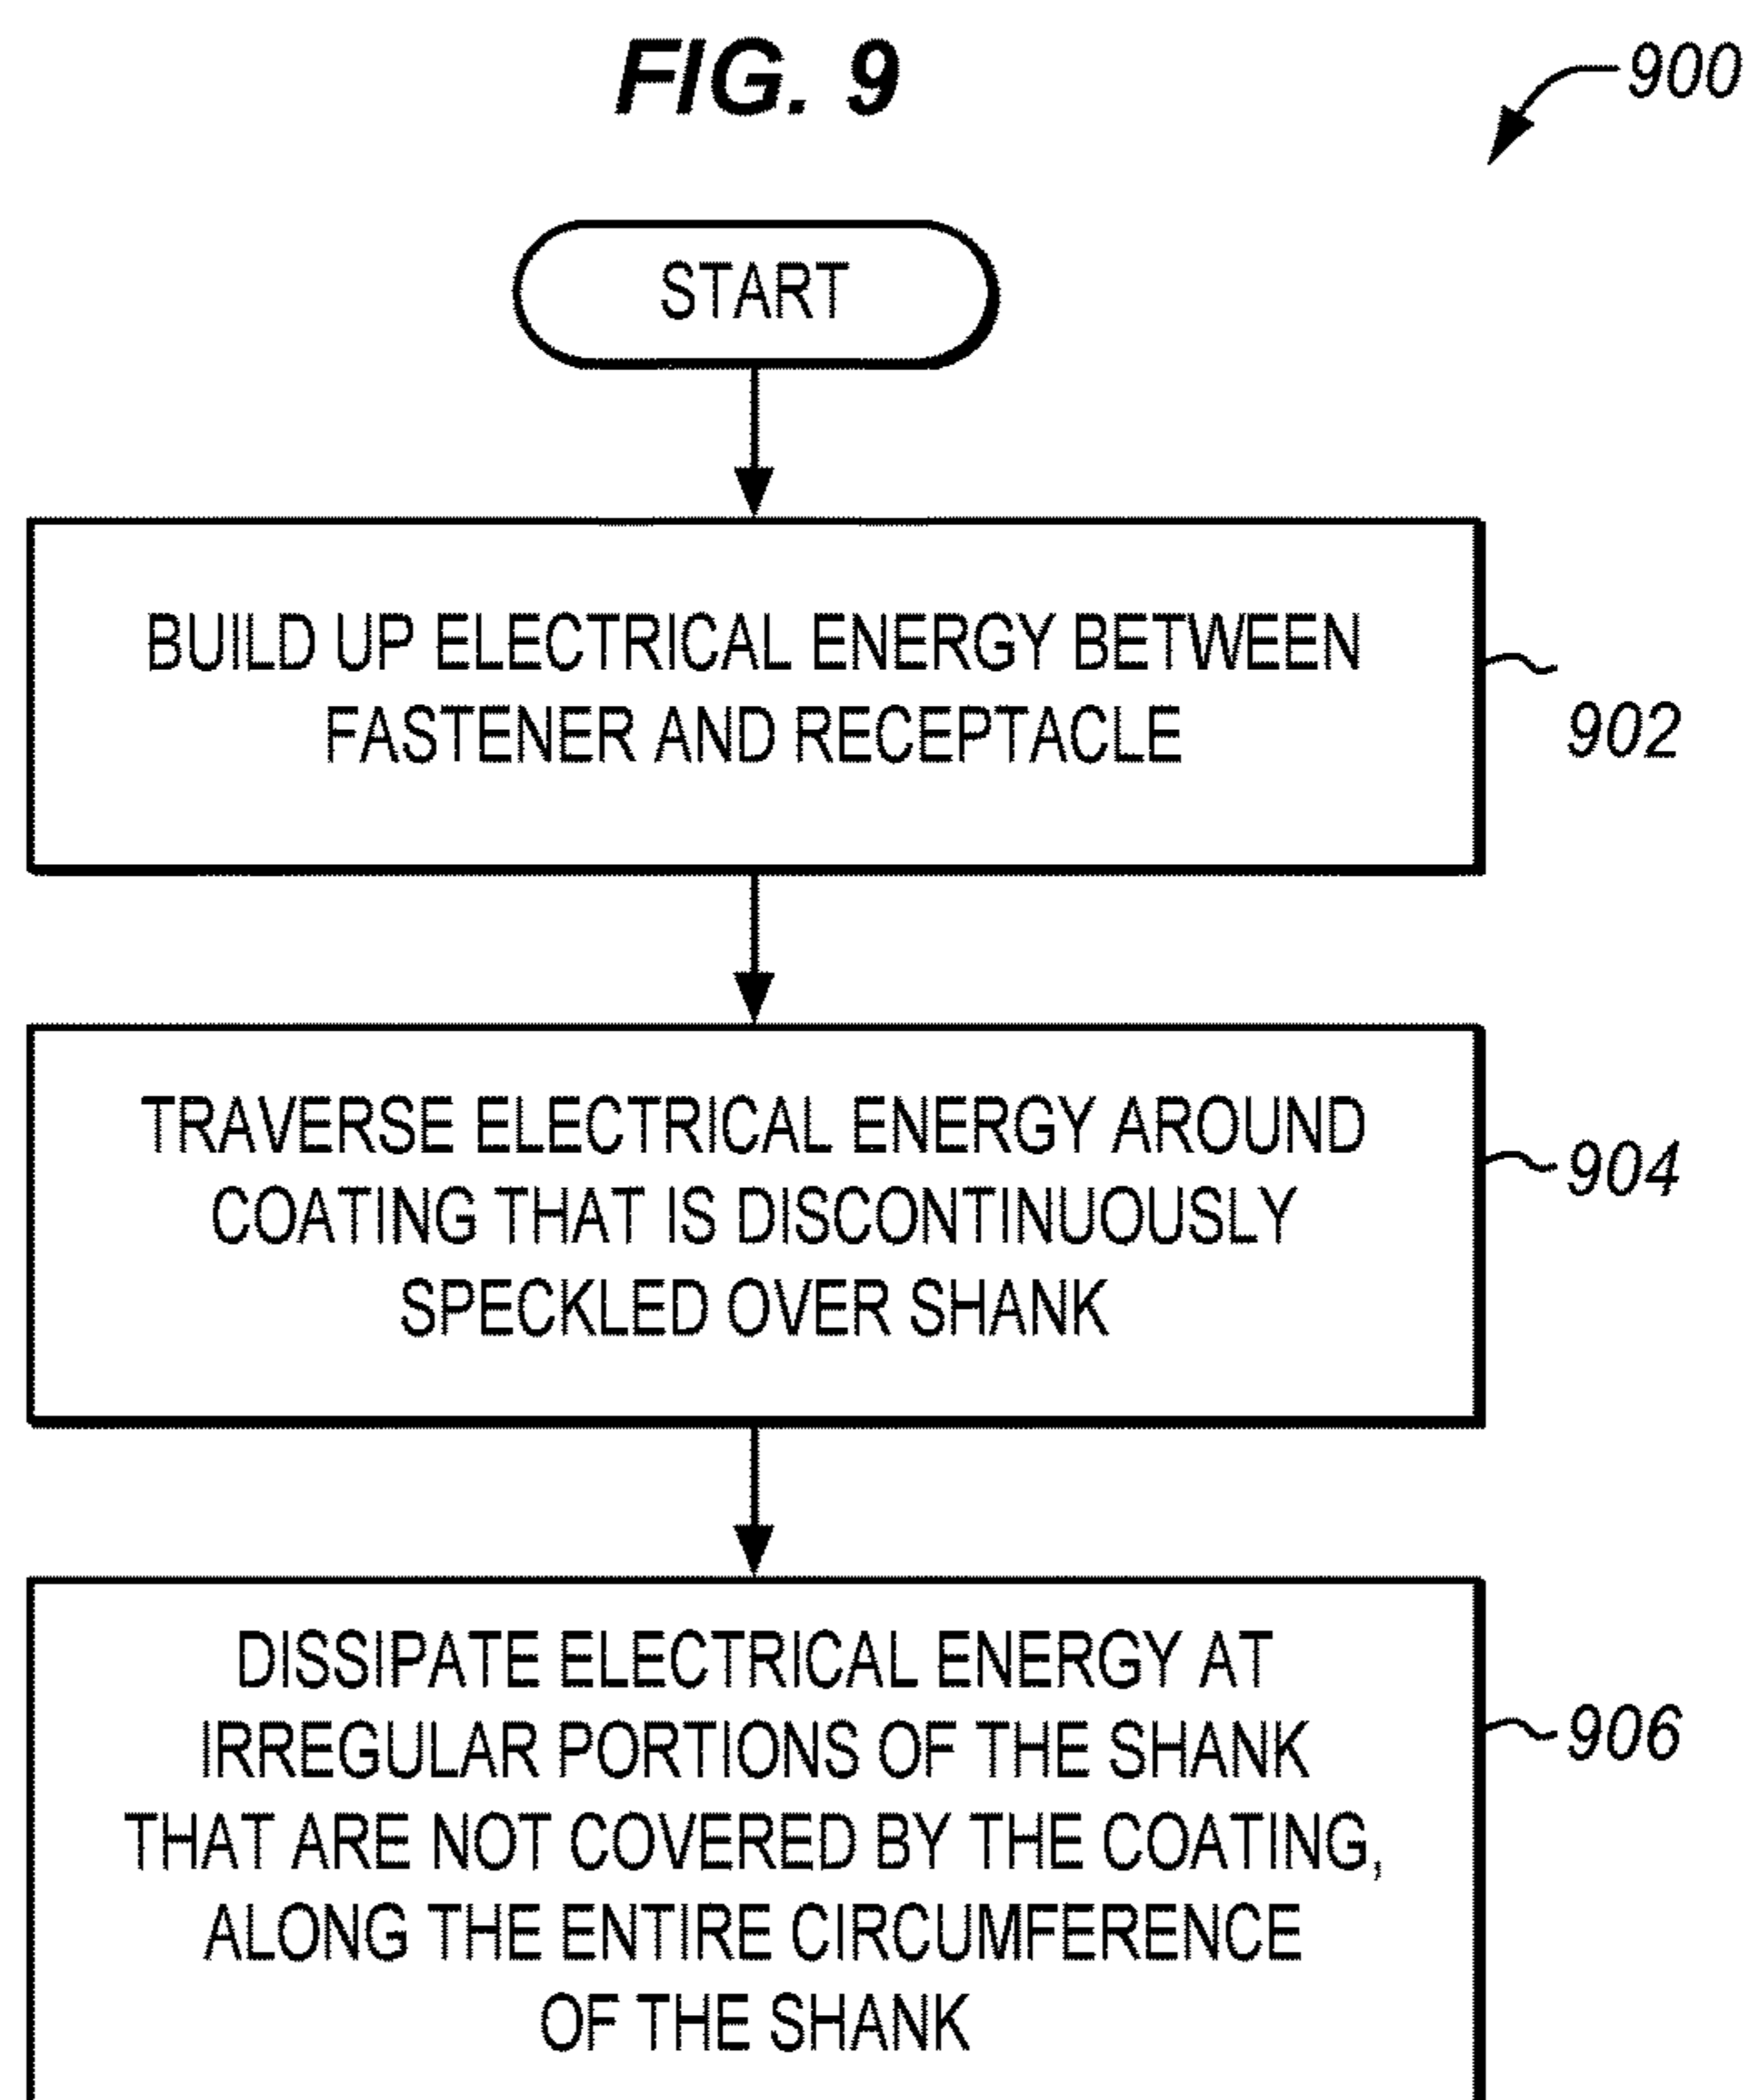 FIG. 9
900
START
BUILD UP ELECTRICAL ENERGY BETWEEN
FASTENER AND RECEPTACLE
902
TRAVERSE ELECTRICAL ENERGY AROUND
COATING THAT IS DISCONTINUOUSLY
SPECKLED OVER SHANK
904
DISSIPATE ELECTRICAL ENERGY AT
IRREGULAR PORTIONS OF THE SHANK
THAT ARE NOT COVERED BY THE COATING,
ALONG THE ENTIRE CIRCUMFERENCE
OF THE SHANK
906